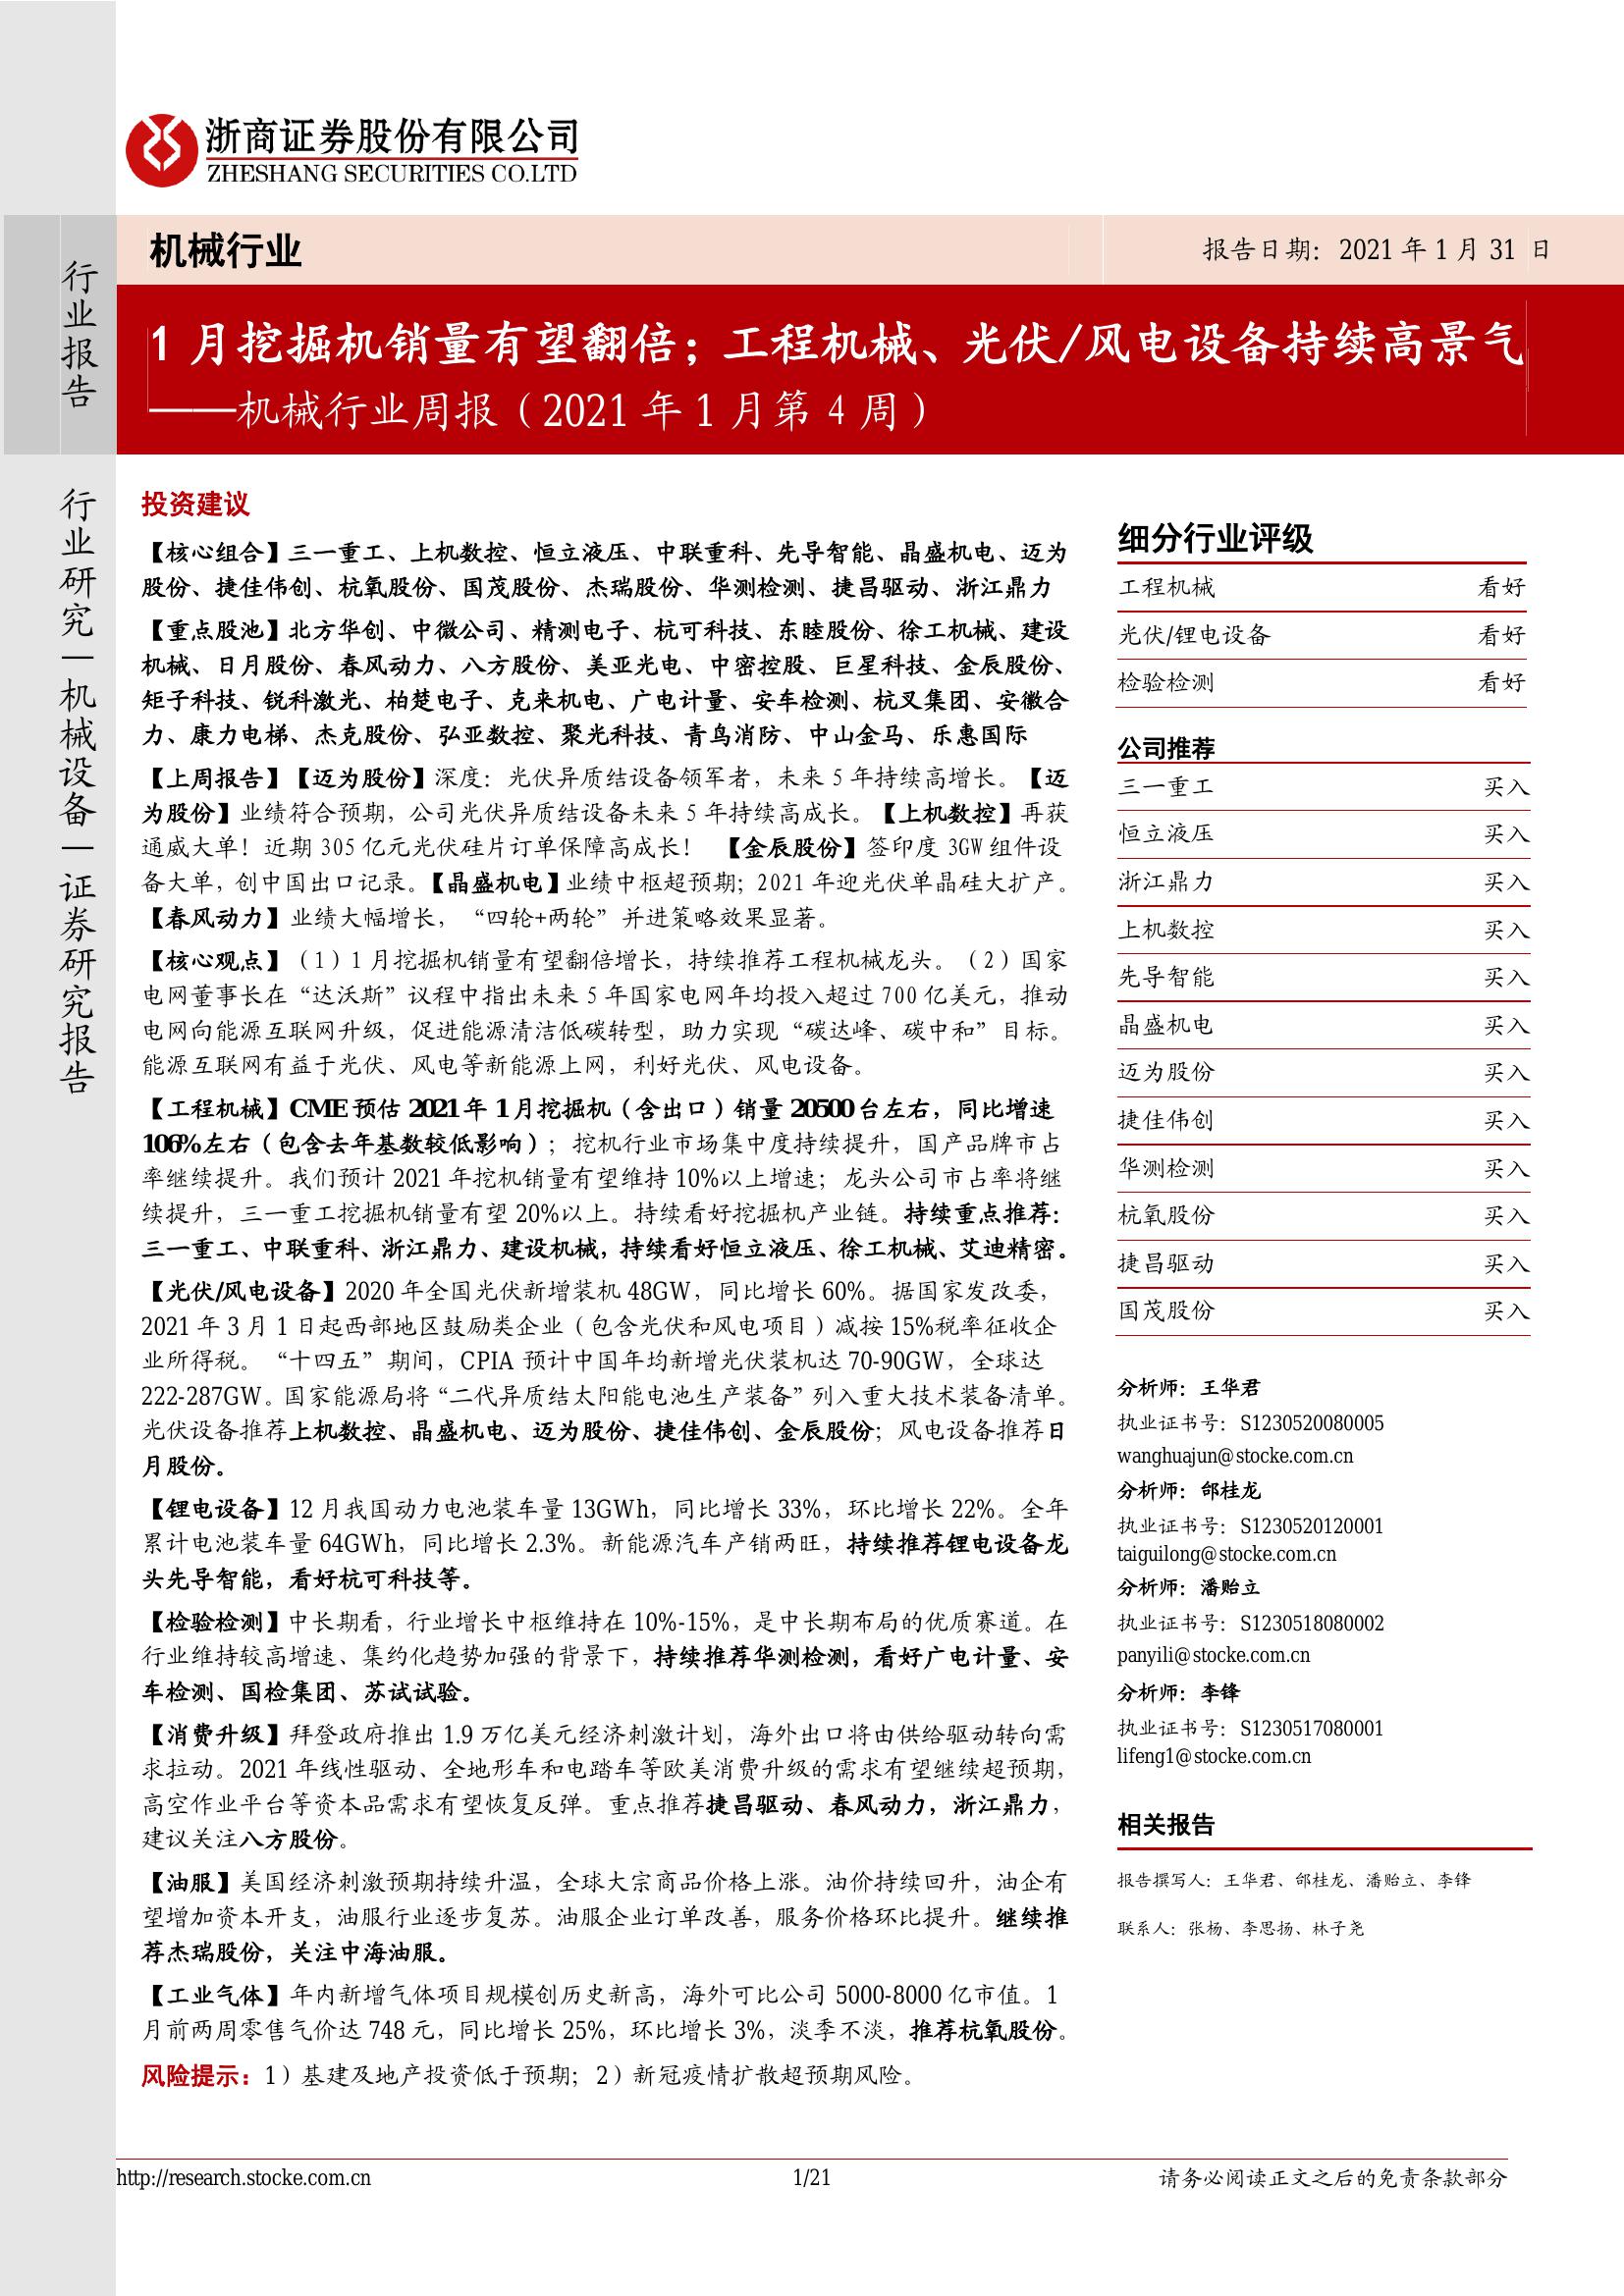 浙商证券股份有限公司
ZHESHANG SECURITIES CO.LTD
行业报告
行业研究—机械设备—证券研究报告
机械行业
报告日期：2021 年 1 月 31 日
1 月挖掘机销量有望翻倍；工程机械、光伏/风电设备持续高景气
——机械行业周报（2021 年 1 月第 4 周）
投资建议
【核心组合】三一重工、上机数控、恒立液压、中联重科、先导智能、晶盛机电、迈为
股份、捷佳伟创、杭氧股份、国茂股份、杰瑞股份、华测检测、捷昌驱动、浙江鼎力
【重点股池】北方华创、中微公司、精测电子、杭可科技、东睦股份、徐工机械、建设
机械、日月股份、春风动力、八方股份、美亚光电、中密控股、巨星科技、金辰股份、
矩子科技、锐科激光、柏楚电子、克来机电、广电计量、安车检测、杭叉集团、安徽合
力、康力电梯、杰克股份、弘亚数控、聚光科技、青鸟消防、中山金马、乐惠国际
【上周报告】【迈为股份】深度：光伏异质结设备领军者，未来 5 年持续高增长。【迈
为股份】业绩符合预期，公司光伏异质结设备未来 5 年持续高成长。【上机数控】再获
通威大单！近期 305 亿元光伏硅片订单保障高成长！ 【金辰股份】签印度 3GW 组件设
备大单，创中国出口记录。【晶盛机电】业绩中枢超预期；2021 年迎光伏单晶硅大扩产。
【春风动力】业绩大幅增长，“四轮+两轮”并进策略效果显著。
【核心观点】（1）1 月挖掘机销量有望翻倍增长，持续推荐工程机械龙头。（2）国家
电网董事长在“达沃斯”议程中指出未来 5 年国家电网年均投入超过 700 亿美元，推动
电网向能源互联网升级，促进能源清洁低碳转型，助力实现“碳达峰、碳中和”目标。
能源互联网有益于光伏、风电等新能源上网，利好光伏、风电设备。
【工程机械】CME 预估 2021 年 1 月挖掘机（含出口）销量 20500 台左右，同比增速
106%左右（包含去年基数较低影响）；挖机行业市场集中度持续提升，国产品牌市占
率继续提升。我们预计 2021 年挖机销量有望维持 10%以上增速；龙头公司市占率将继
续提升，三一重工挖掘机销量有望 20%以上。持续看好挖掘机产业链。持续重点推荐：
三一重工、中联重科、浙江鼎力、建设机械，持续看好恒立液压、徐工机械、艾迪精密。
【光伏/风电设备】2020 年全国光伏新增装机 48GW，同比增长 60%。据国家发改委，
2021 年 3 月 1 日起西部地区鼓励类企业（包含光伏和风电项目）减按 15%税率征收企
业所得税。“十四五”期间，CPIA 预计中国年均新增光伏装机达 70-90GW，全球达
222-287GW。国家能源局将“二代异质结太阳能电池生产装备”列入重大技术装备清单。
光伏设备推荐上机数控、晶盛机电、迈为股份、捷佳伟创、金辰股份；风电设备推荐日
月股份。
【锂电设备】12 月我国动力电池装车量 13GWh，同比增长 33%，环比增长 22%。全年
累计电池装车量 64GWh，同比增长 2.3%。新能源汽车产销两旺，持续推荐锂电设备龙
头先导智能，看好杭可科技等。
【检验检测】中长期看，行业增长中枢维持在 10%-15%，是中长期布局的优质赛道。在
行业维持较高增速、集约化趋势加强的背景下，持续推荐华测检测，看好广电计量、安
车检测、国检集团、苏试试验。
【消费升级】拜登政府推出 1.9 万亿美元经济刺激计划，海外出口将由供给驱动转向需
求拉动。2021 年线性驱动、全地形车和电踏车等欧美消费升级的需求有望继续超预期，
高空作业平台等资本品需求有望恢复反弹。重点推荐捷昌驱动、春风动力，浙江鼎力，
建议关注八方股份。
【油服】美国经济刺激预期持续升温，全球大宗商品价格上涨。油价持续回升，油企有
望增加资本开支，油服行业逐步复苏。油服企业订单改善，服务价格环比提升。继续推
荐杰瑞股份，关注中海油服。
【工业气体】年内新增气体项目规模创历史新高，海外可比公司 5000-8000 亿市值。1
月前两周零售气价达 748 元，同比增长 25%，环比增长 3%，淡季不淡，推荐杭氧股份。
风险提示：1）基建及地产投资低于预期；2）新冠疫情扩散超预期风险。
细分行业评级
工程机械 看好
光伏/锂电设备 看好
检验检测 看好
公司推荐
三一重工 买入
恒立液压 买入
浙江鼎力 买入
上机数控 买入
先导智能 买入
晶盛机电 买入
迈为股份 买入
捷佳伟创 买入
华测检测 买入
杭氧股份 买入
捷昌驱动 买入
国茂股份 买入
分析师：王华君
执业证书号：S1230520080005
wanghuajun@stocke.com.cn
分析师：邰桂龙
执业证书号：S1230520120001
taiguilong@stocke.com.cn
分析师：潘贻立
执业证书号：S1230518080002
panyili@stocke.com.cn
分析师：李锋
执业证书号：S1230517080001
lifeng1@stocke.com.cn
相关报告
报告撰写人：王华君、邰桂龙、潘贻立、李锋
联系人：张杨、李思扬、林子尧
http://research.stocke.com.cn
1/21
请务必阅读正文之后的免责条款部分